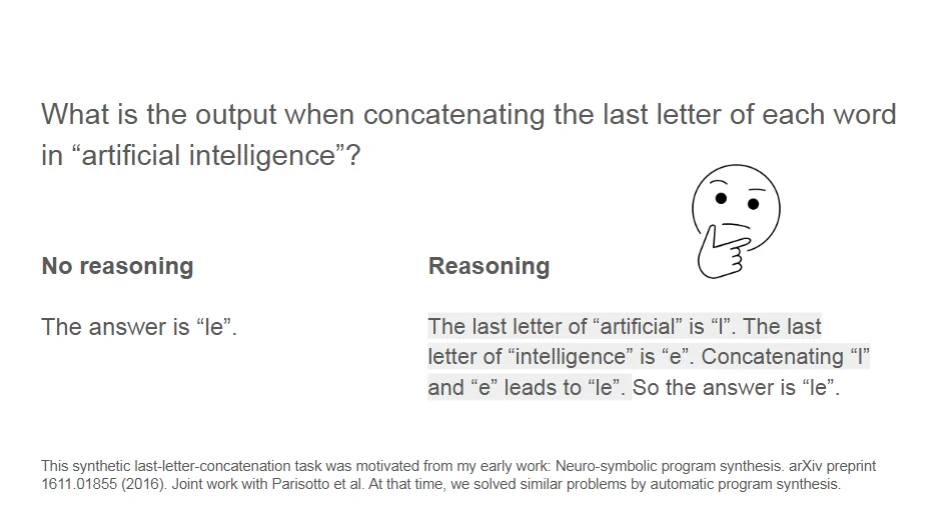 What is the output when concatenating the last letter of each word
in “artificial intelligence”?
No reasoning
The answer is “le”.
Reasoning
The last letter of “artificial” is “l”. The last
letter of “intelligence” is “e”. Concatenating “l”
and “e” leads to “le”. So the answer is “le”.
This synthetic last-letter-concatenation task was motivated from my early work: Neuro-symbolic program synthesis. arXiv preprint
1611.01855 (2016). Joint work with Parisotto et al. At that time, we solved similar problems by automatic program synthesis.